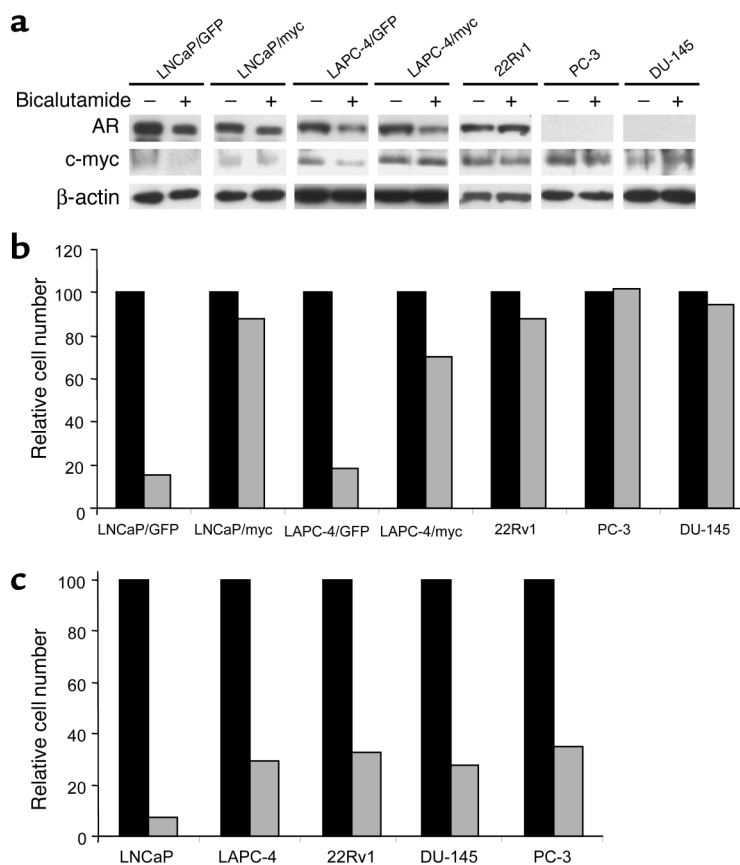 a
LNCaP/GFP LNCaP/myc LAPC-4/GFP LAPC-4/myc 22Rv1 PC-3 DU-145
Bicalutamide – + – + – + – + – + – + – +
AR
c-myc
β-actin
b
Relative cell number
120
100
80
60
40
20
0
LNCaP/GFP LNCaP/myc LAPC-4/GFP LAPC-4/myc 22Rv1 PC-3 DU-145
c
Relative cell number
100
80
60
40
20
0
LNCaP LAPC-4 22Rv1 DU-145 PC-3